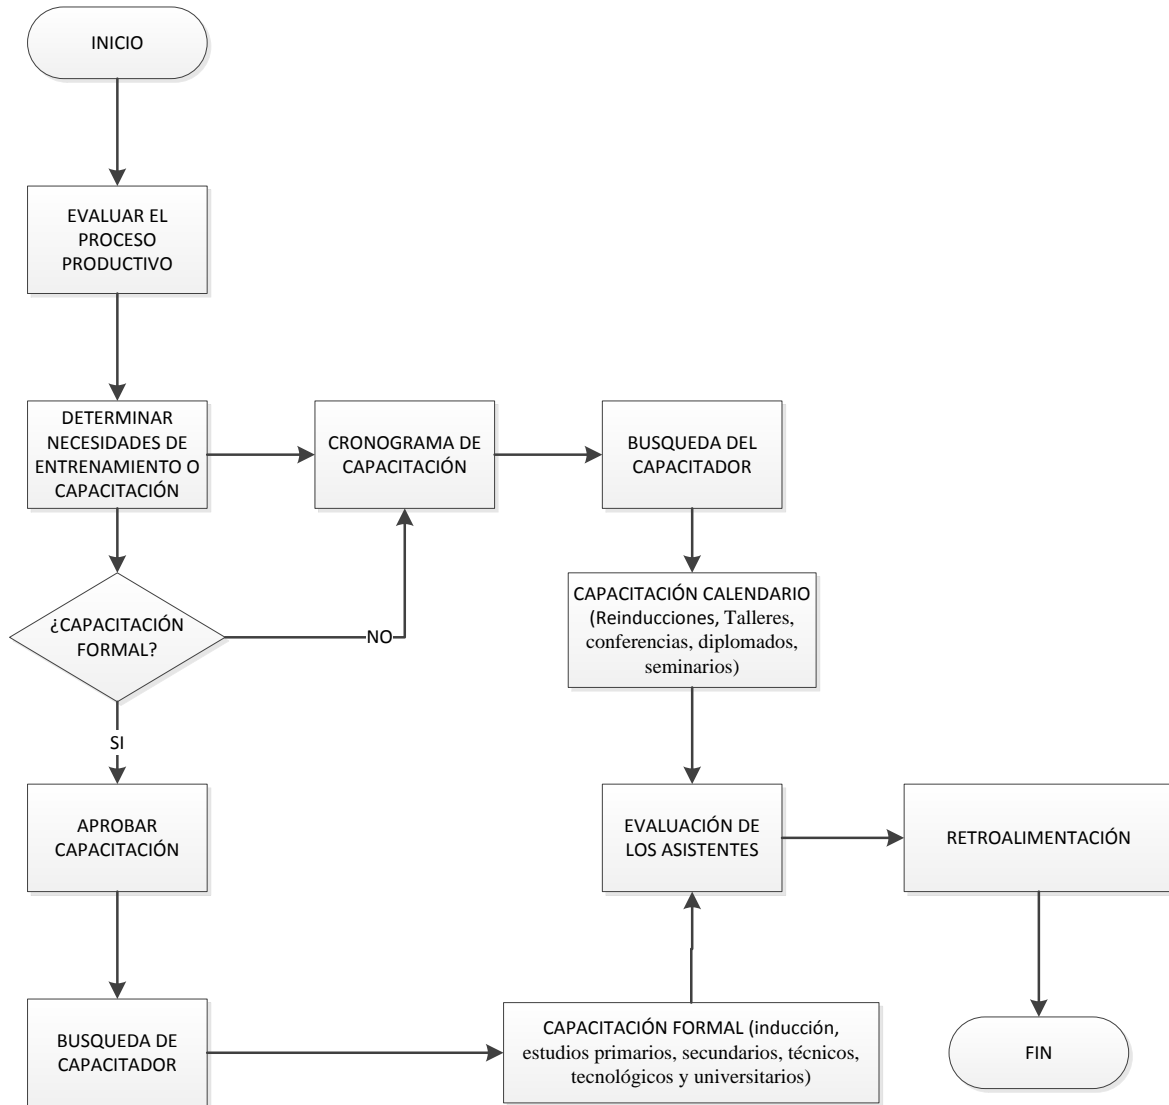 INICIO
EVALUAR EL
PROCESO
PRODUCTIVO
DETERMINAR
NECESIDADES DE
ENTRENAMIENTO O
CAPACITACIÓN
CRONOGRAMA DE
CAPACITACIÓN
BUSQUEDA DEL
CAPACITADOR
¿CAPACITACIÓN
FORMAL?
NO
CAPACITACIÓN CALENDARIO
(Reinducciones, Talleres,
conferencias, diplomados,
seminarios)
SI
APROBAR
CAPACITACIÓN
EVALUACIÓN DE
LOS ASISTENTES
RETROALIMENTACIÓN
BUSQUEDA DE
CAPACITADOR
CAPACITACIÓN FORMAL (inducción,
estudios primarios, secundarios, técnicos,
tecnológicos y universitarios)
FIN